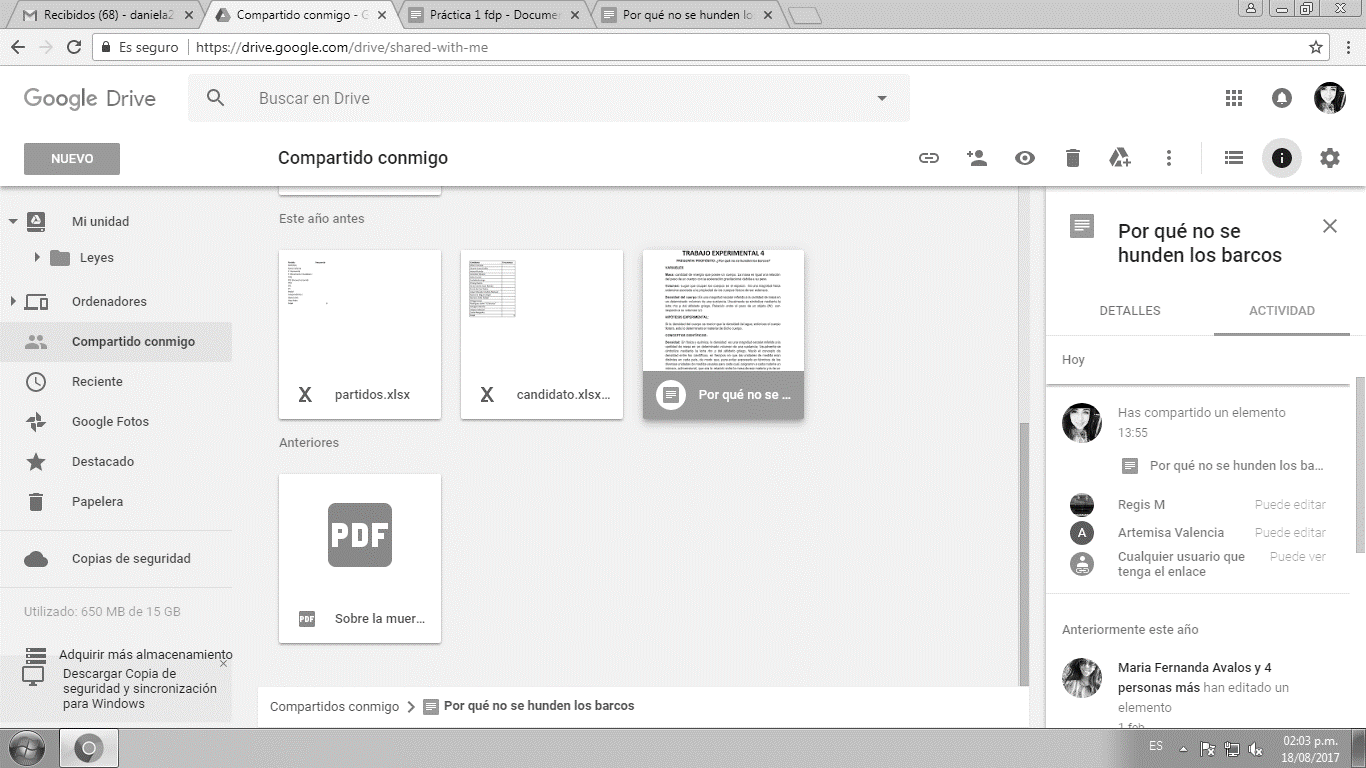 Recibidos (68) - daniela2
Compartido conmigo - G
Práctica 1 fdp - Docume
Por qué no se hunden lo
Es seguro
https://drive.google.com/drive/shared-with-me
Google Drive
Buscar en Drive
NUEVO
Compartido conmigo
Mi unidad
Leyes
Ordenadores
Compartido conmigo
Reciente
Google Fotos
Destacado
Papelera
Copias de seguridad
Utilizado: 650 MB de 15 GB
Adquirir más almacenamiento
Descargar Copia de
seguridad y sincronización
para Windows
Este año antes
X partidos.xlsx
X candidato.xlsx...
TRABAJO EXPERIMENTAL 4
Por qué no se ...
Anteriores
PDF
PDF Sobre la muer...
Compartidos conmigo
Por qué no se hunden los barcos
Por qué no se
hunden los barcos
DETALLES
ACTIVIDAD
Hoy
Has compartido un elemento
13:55
Por qué no se hunden los ba...
Regis M Puede editar
A Artemisa Valencia Puede editar
Cualquier usuario que Puede ver
tenga el enlace
Anteriormente este año
Maria Fernanda Avalos y 4
personas más han editado un
elemento
1 feb
ES
02:03 p.m.
18/08/2017